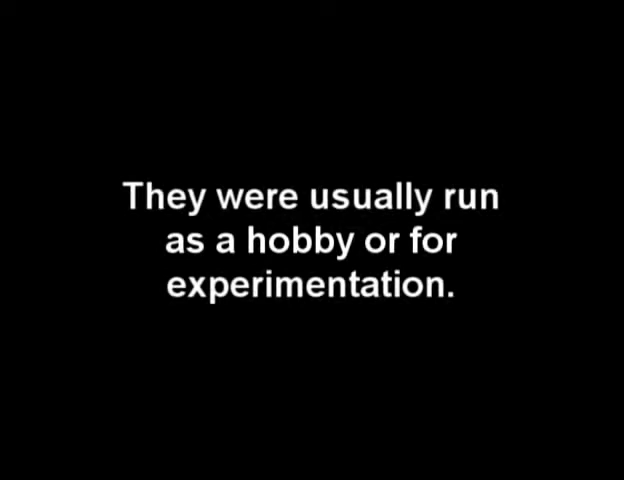 They were usually run
as a hobby or for
experimentation.